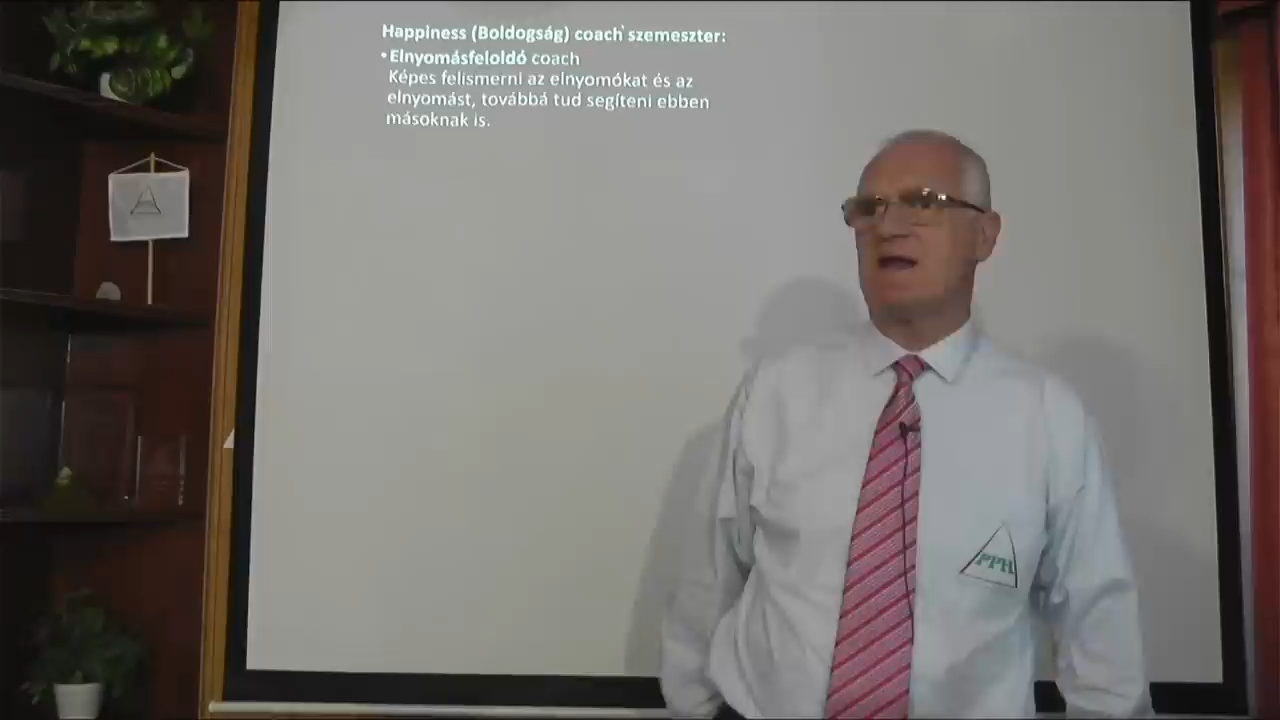 Happiness (Boldogság) coach szemeszter:
• Elnyomásfeloldó coach
Képes felismerni az elnyomókat és az
elnyomást, továbbá tud segíteni ebben
másoknak is.
PPH